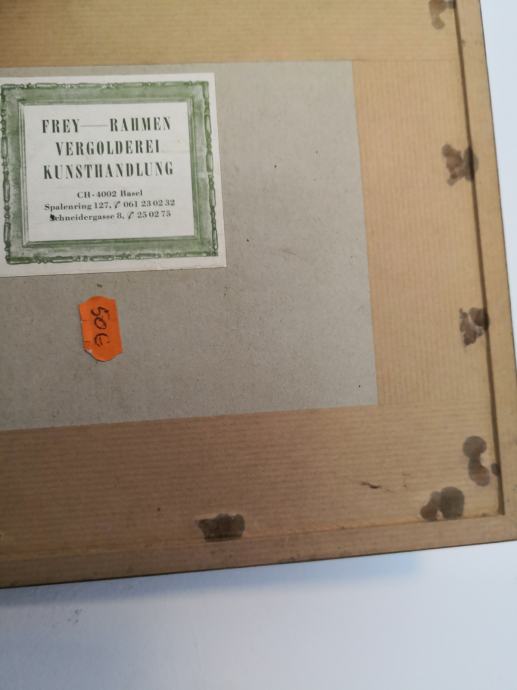 FREY—RAHMEN
VERGOLDEREI
KUNSTHANDLUNG
CH-4002 Basel
Spalenring 127, ✆ 061 23 02 32
Schneidergasse 8, ✆ 25 02 75
50€